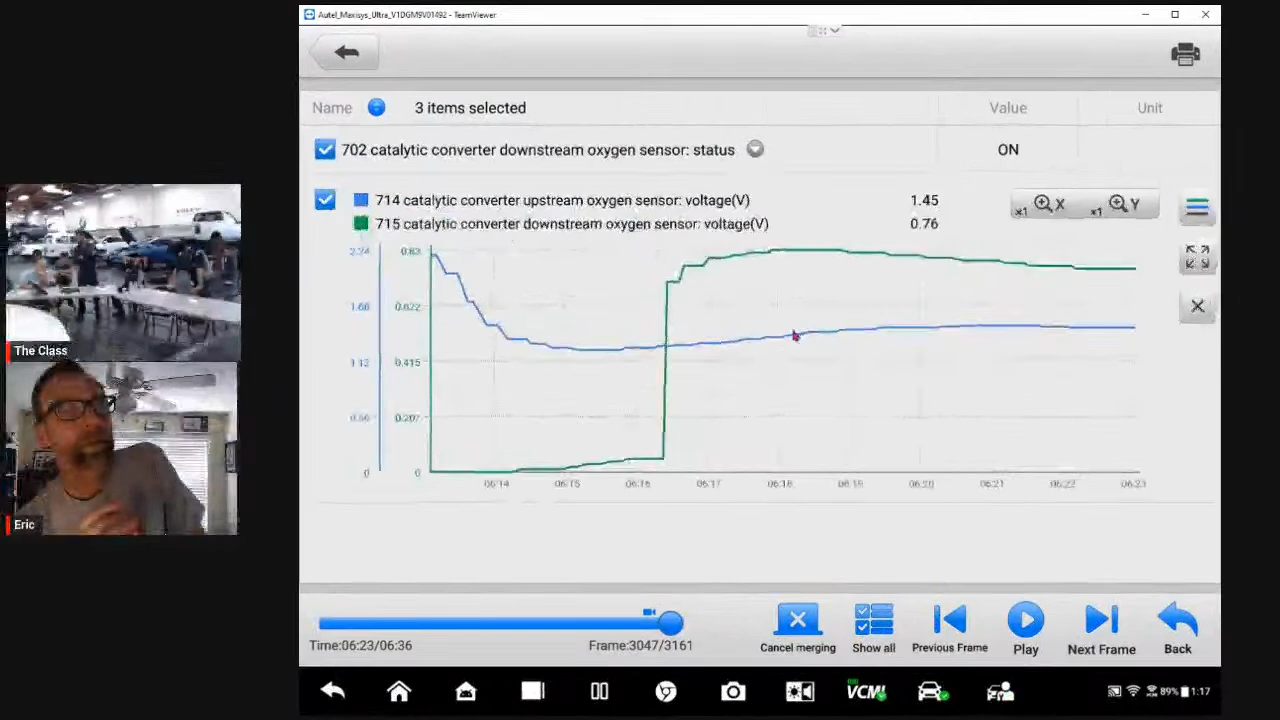 Autel_Maxisys_Ultra_V1DGM9V01492 - TeamViewer
Name 3 items selected Value Unit
702 catalytic converter downstream oxygen sensor: status ON
714 catalytic converter upstream oxygen sensor: voltage(V) 1.45
715 catalytic converter downstream oxygen sensor: voltage(V) 0.76
x1 X x1 Y
2.24 0.83
1.68 0.622
1.12 0.415
0.56 0.207
0 0
06:14 06:15 06:16 06:17 06:18 06:19 06:20 06:21 06:22 06:23
The Class
Eric
Time:06:23/06:36 Frame:3047/3161
Cancel merging Show all Previous Frame Play Next Frame Back
VCMI 89% 1:17